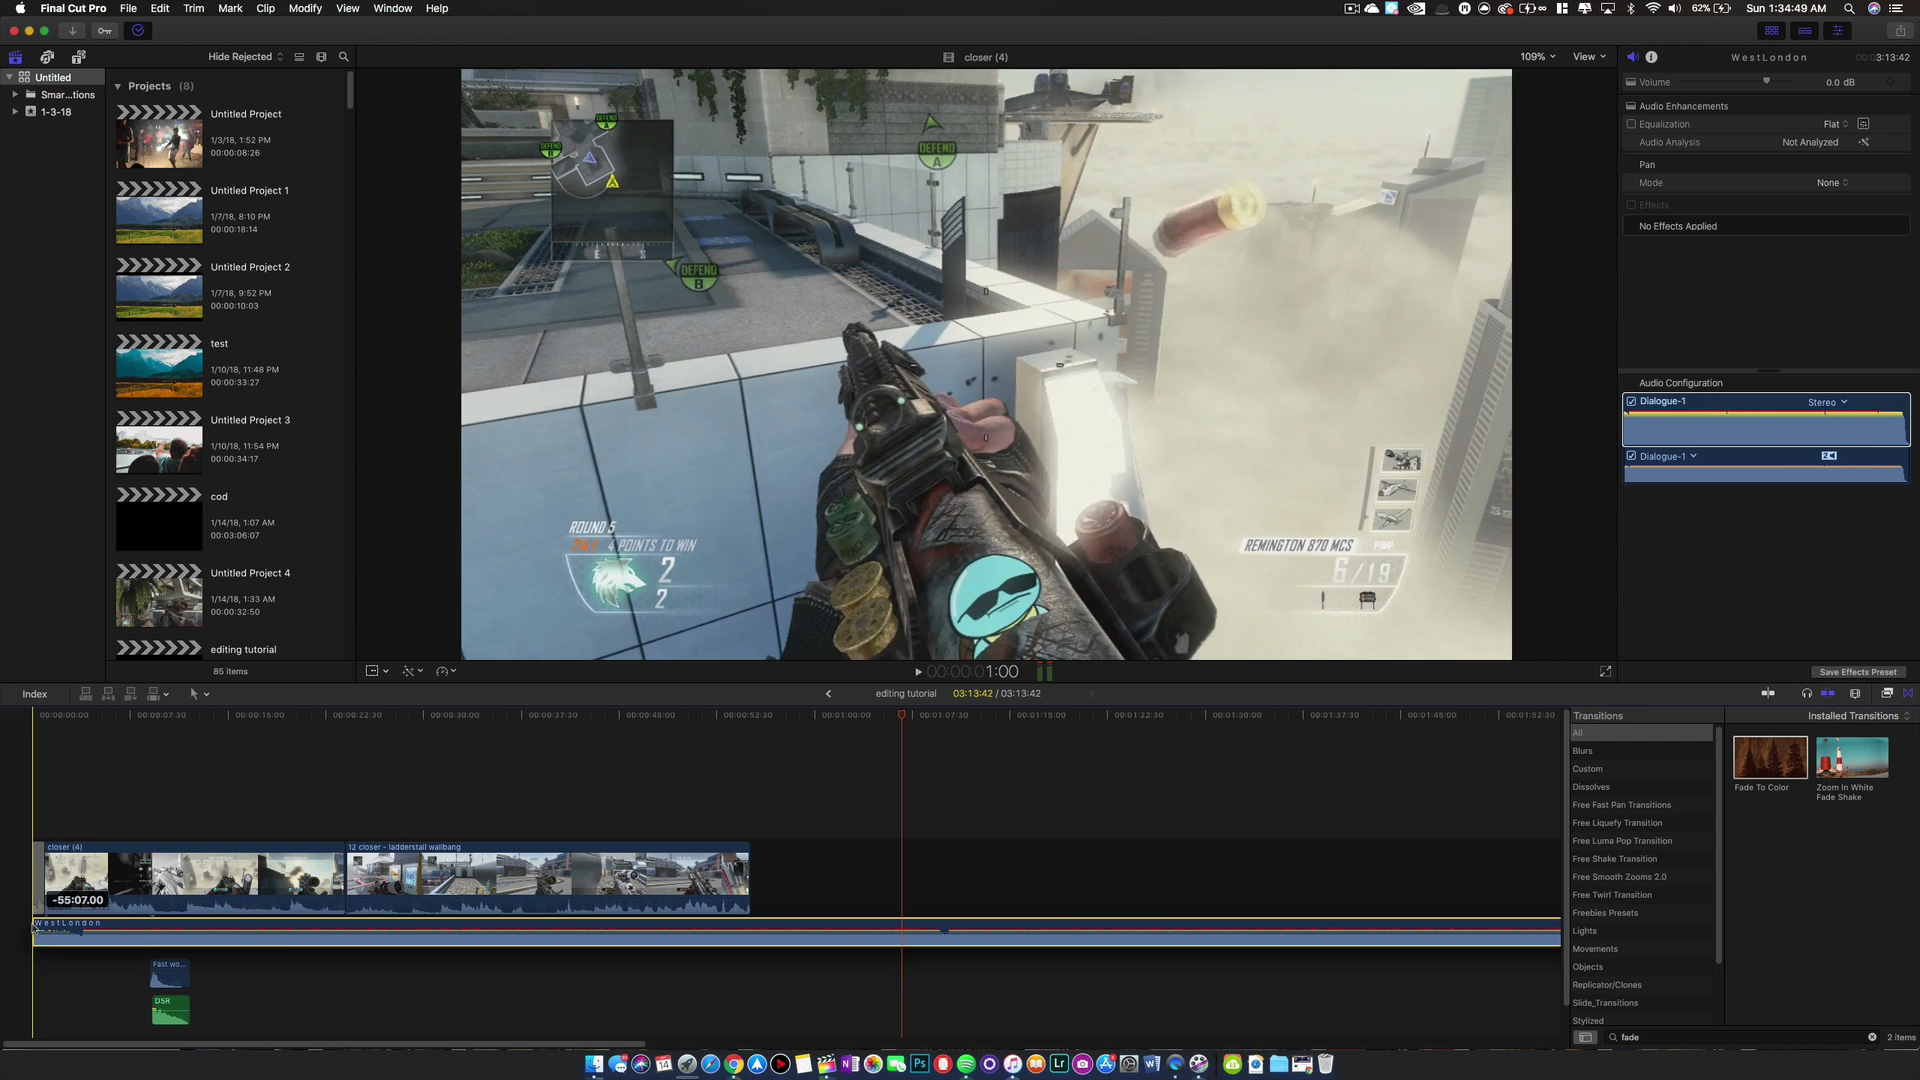 Final Cut Pro File Edit Trim Mark Clip Modify View Window Help
62% Sun 1:34:49 AM
Hide Rejected
closer (4)
109% View
WestLondon
00:00:03:13:42
Untitled
Smar...tions
1-3-18
Projects (8)
Untitled Project
1/3/18, 1:52 PM
00:00:08:26
Untitled Project 1
1/7/18, 8:10 PM
00:00:18:14
Untitled Project 2
1/7/18, 9:52 PM
00:00:10:03
test
1/10/18, 11:48 PM
00:00:33:27
Untitled Project 3
1/10/18, 11:54 PM
00:00:34:17
cod
1/14/18, 1:07 AM
00:03:06:07
Untitled Project 4
1/14/18, 1:33 AM
00:00:32:50
editing tutorial
85 items
DEFEND
A
DEFEND
B
DEFEND
A
E S
DEFEND
B
ROUND 5
4 POINTS TO WIN
2
2
REMINGTON 870 MCS
6/19
Volume 0.0 dB
Audio Enhancements
Equalization Flat
Audio Analysis Not Analyzed
Pan
Mode None
Effects
No Effects Applied
Audio Configuration
Dialogue-1 Stereo
Dialogue-1
Save Effects Preset
00:00:00:01:00
Index
editing tutorial 03:13:42 / 03:13:42
00:00:00:00 00:00:07:30 00:00:15:00 00:00:22:30 00:00:30:00 00:00:37:30 00:00:45:00 00:00:52:30 00:01:00:00 00:01:07:30 00:01:15:00 00:01:22:30 00:01:30:00 00:01:37:30 00:01:45:00 00:01:52:30
closer (4)
12 closer - ladderstall wallbang
-55:07.00
WestLondon
Fast wo...
DSR
Transitions
Installed Transitions
All
Blurs
Custom
Dissolves
Free Fast Pan Transitions
Free Liquefy Transition
Free Luma Pop Transition
Free Shake Transition
Free Smooth Zooms 2.0
Free Twirl Transition
Freebies Presets
Lights
Movements
Objects
Replicator/Clones
Slide_Transitions
Stylized
Fade To Color
Zoom In White
Fade Shake
fade
2 items